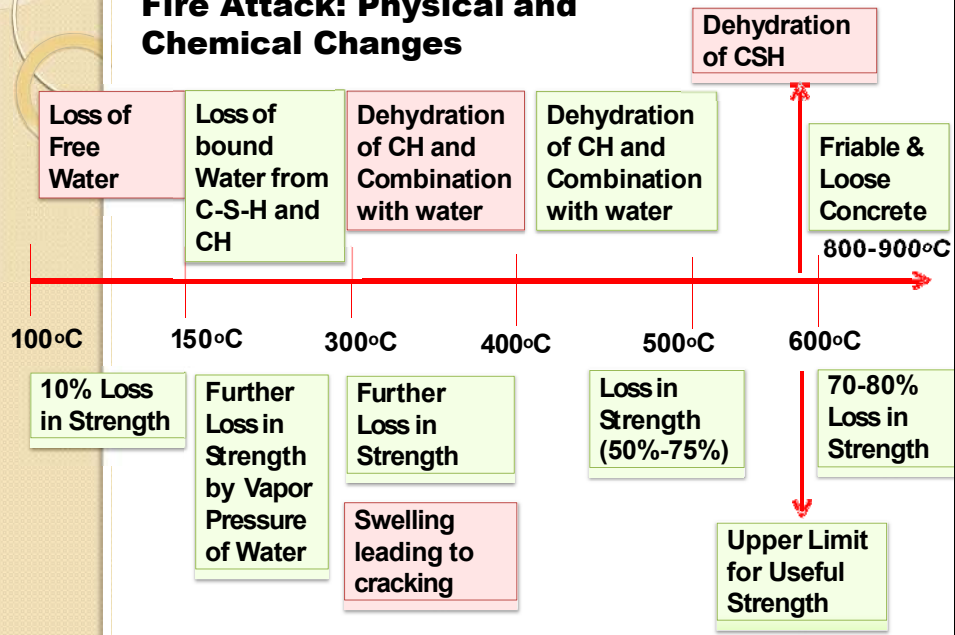 Fire Attack: Physical and
Chemical Changes
Dehydration
of CSH
Loss of
Free
Water
Loss of
bound
Water from
C-S-H and
CH
Dehydration
of CH and
Combination
with water
Dehydration
of CH and
Combination
with water
Friable &
Loose
Concrete
800-900ºC
100ºC
150ºC
300ºC
400ºC
500ºC
600ºC
10% Loss
in Strength
Further
Loss in
Strength
by Vapor
Pressure
of Water
Further
Loss in
Strength
Swelling
leading to
cracking
Loss in
Strength
(50%-75%)
70-80%
Loss in
Strength
Upper Limit
for Useful
Strength